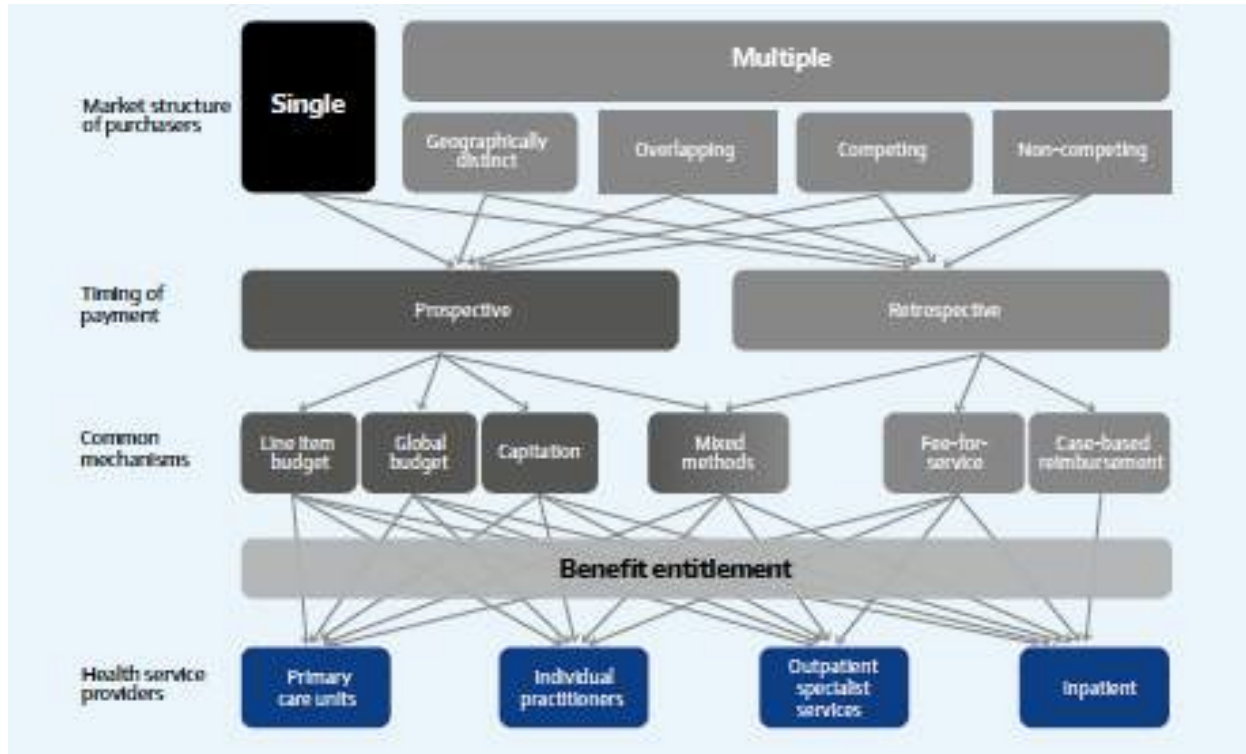 Market structure
of purchasers
Single
Multiple
Geographically
distinct
Overlapping
Competing
Non-competing
Timing of
payment
Prospective
Retrospective
Common
mechanisms
Line item
budget
Global
budget
Capitation
Mixed
methods
Fee-for-
service
Case-based
reimbursement
Benefit entitlement
Health service
providers
Primary
care units
Individual
practitioners
Outpatient
specialist
services
Inpatient